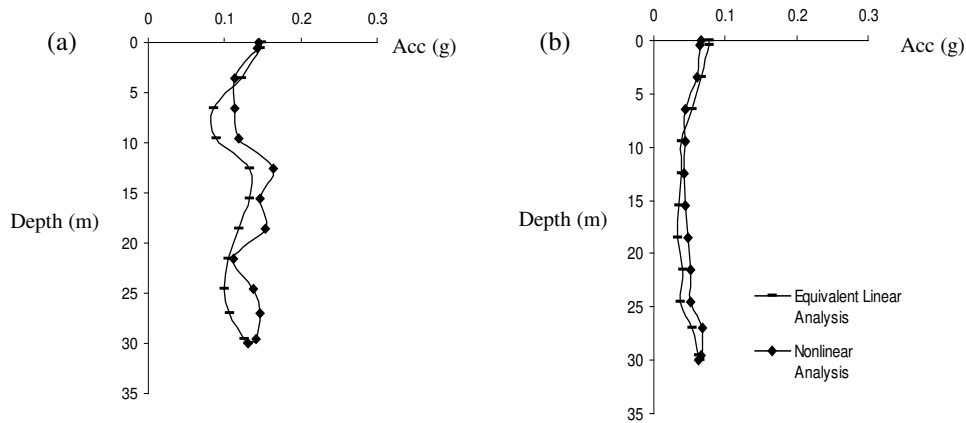 0 0.1 0.2 0.3
(a)
Acc (g)
0
5
10
15
20
25
30
35
Depth (m)
0 0.1 0.2 0.3
(b)
Acc (g)
0
5
10
15
20
25
30
35
Depth (m)
Equivalent Linear
Analysis
Nonlinear
Analysis